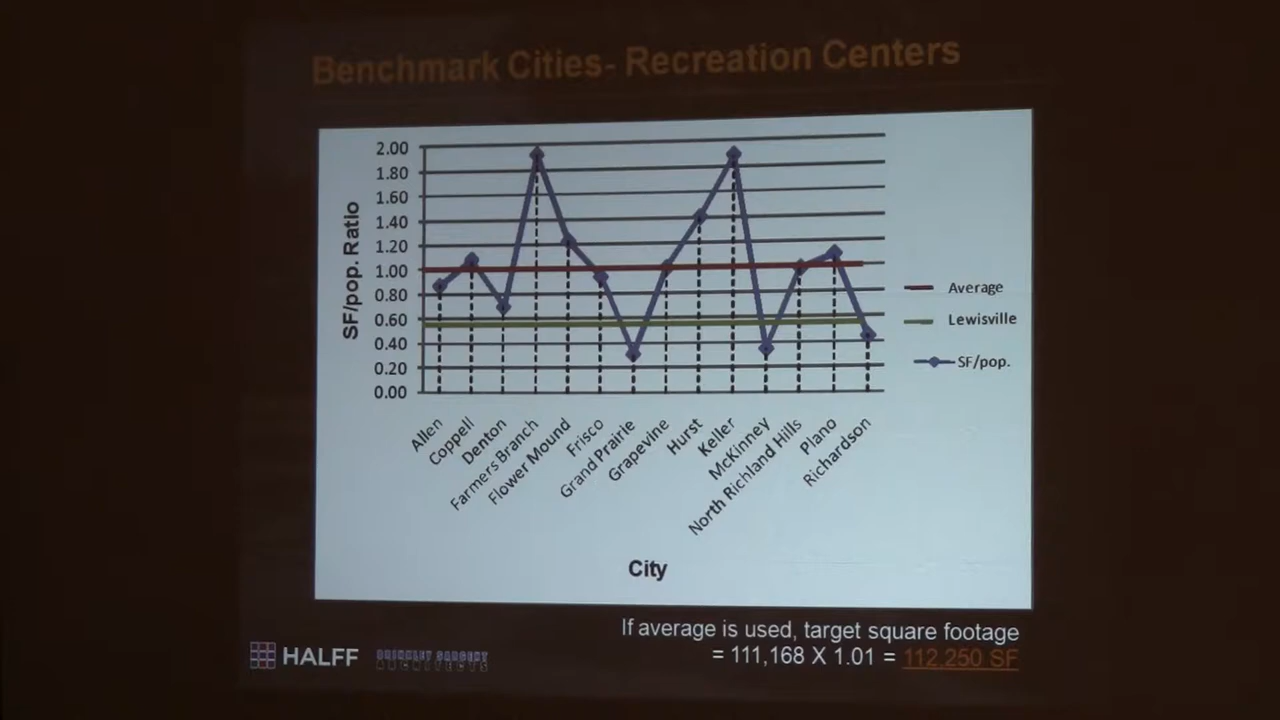 Benchmark Cities- Recreation Centers
2.00
1.80
1.60
1.40
1.20
1.00
0.80
0.60
0.40
0.20
0.00
SF/pop. Ratio
Average
Lewisville
SF/pop.
Allen
Coppell
Denton
Farmers Branch
Flower Mound
Frisco
Grand Prairie
Grapevine
Hurst
Keller
McKinney
North Richland Hills
Plano
Richardson
City
If average is used, target square footage
= 111,168 X 1.01 = 112,250 SF
HALFF
BRINKLEY SARGENT
ARCHITECTS